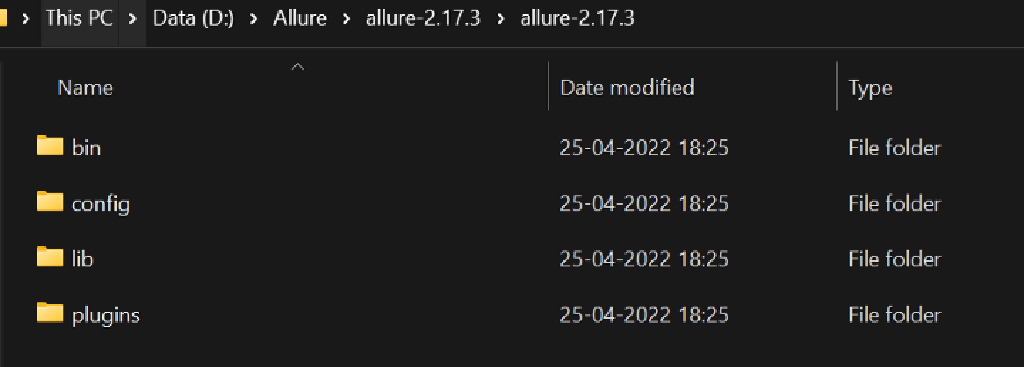 This PC > Data (D:) > Allure > allure-2.17.3 > allure-2.17.3
Name Date modified Type
bin 25-04-2022 18:25 File folder
config 25-04-2022 18:25 File folder
lib 25-04-2022 18:25 File folder
plugins 25-04-2022 18:25 File folder